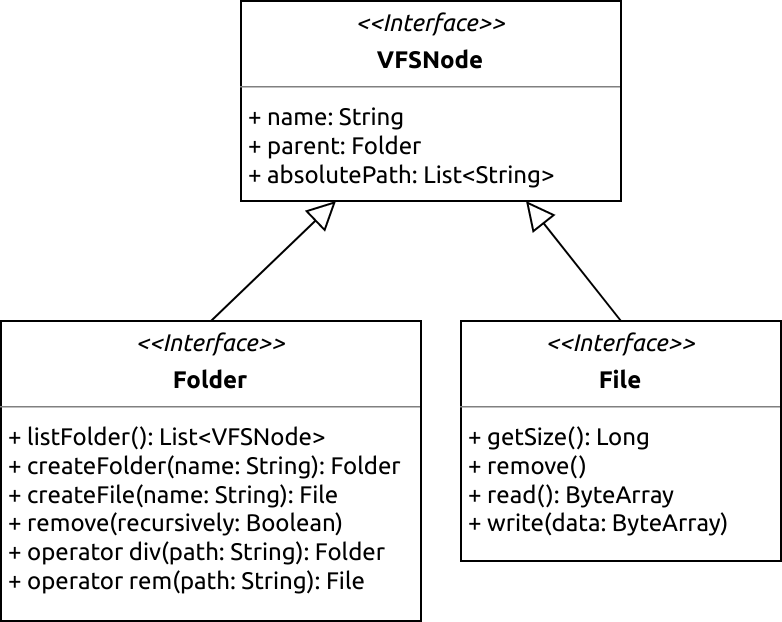 <<Interface>>
VFSNode
+ name: String
+ parent: Folder
+ absolutePath: List<String>
<<Interface>>
Folder
+ listFolder(): List<VFSNode>
+ createFolder(name: String): Folder
+ createFile(name: String): File
+ remove(recursively: Boolean)
+ operator div(path: String): Folder
+ operator rem(path: String): File
<<Interface>>
File
+ getSize(): Long
+ remove()
+ read(): ByteArray
+ write(data: ByteArray)